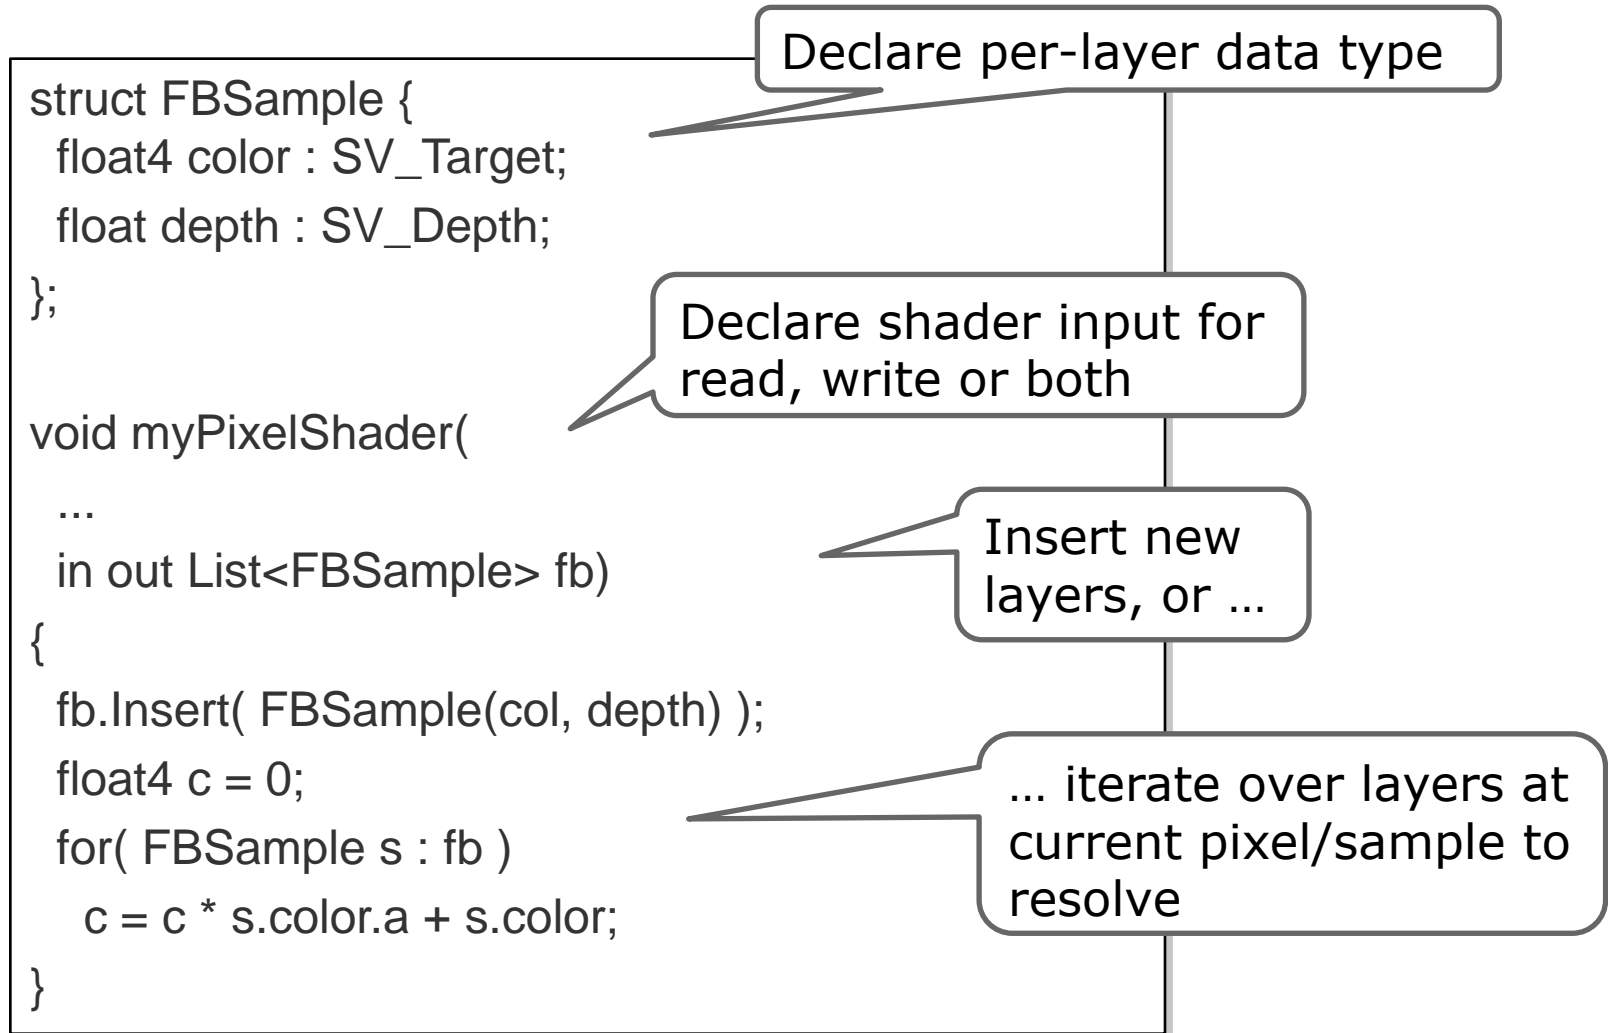 Declare per-layer data type
struct FBSample {
float4 color : SV_Target;
float depth : SV_Depth;
};
Declare shader input for
read, write or both
void myPixelShader(
...
in out List<FBSample> fb)
Insert new
layers, or …
{
fb.Insert( FBSample(col, depth) );
float4 c = 0;
for( FBSample s : fb )
c = c * s.color.a + s.color;
}
… iterate over layers at
current pixel/sample to
resolve